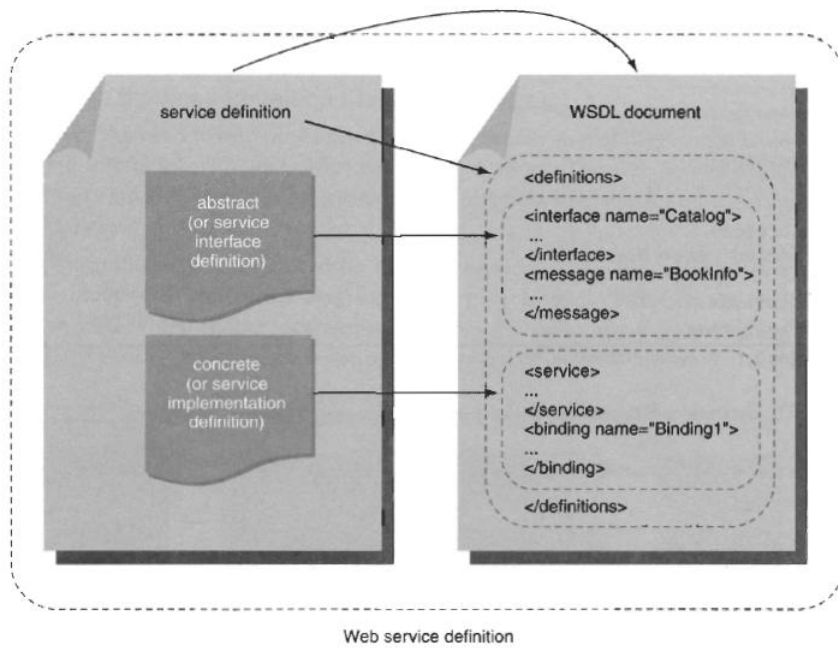 service definition
abstract
(or service
interface
definition)
concrete
(or service
implementation
definition)
WSDL document
<definitions>
<interface name="Catalog">
...
</interface>
<message name="BookInfo">
...
</message>
<service>
...
</service>
<binding name="Binding1">
...
</binding>
</definitions>
Web service definition